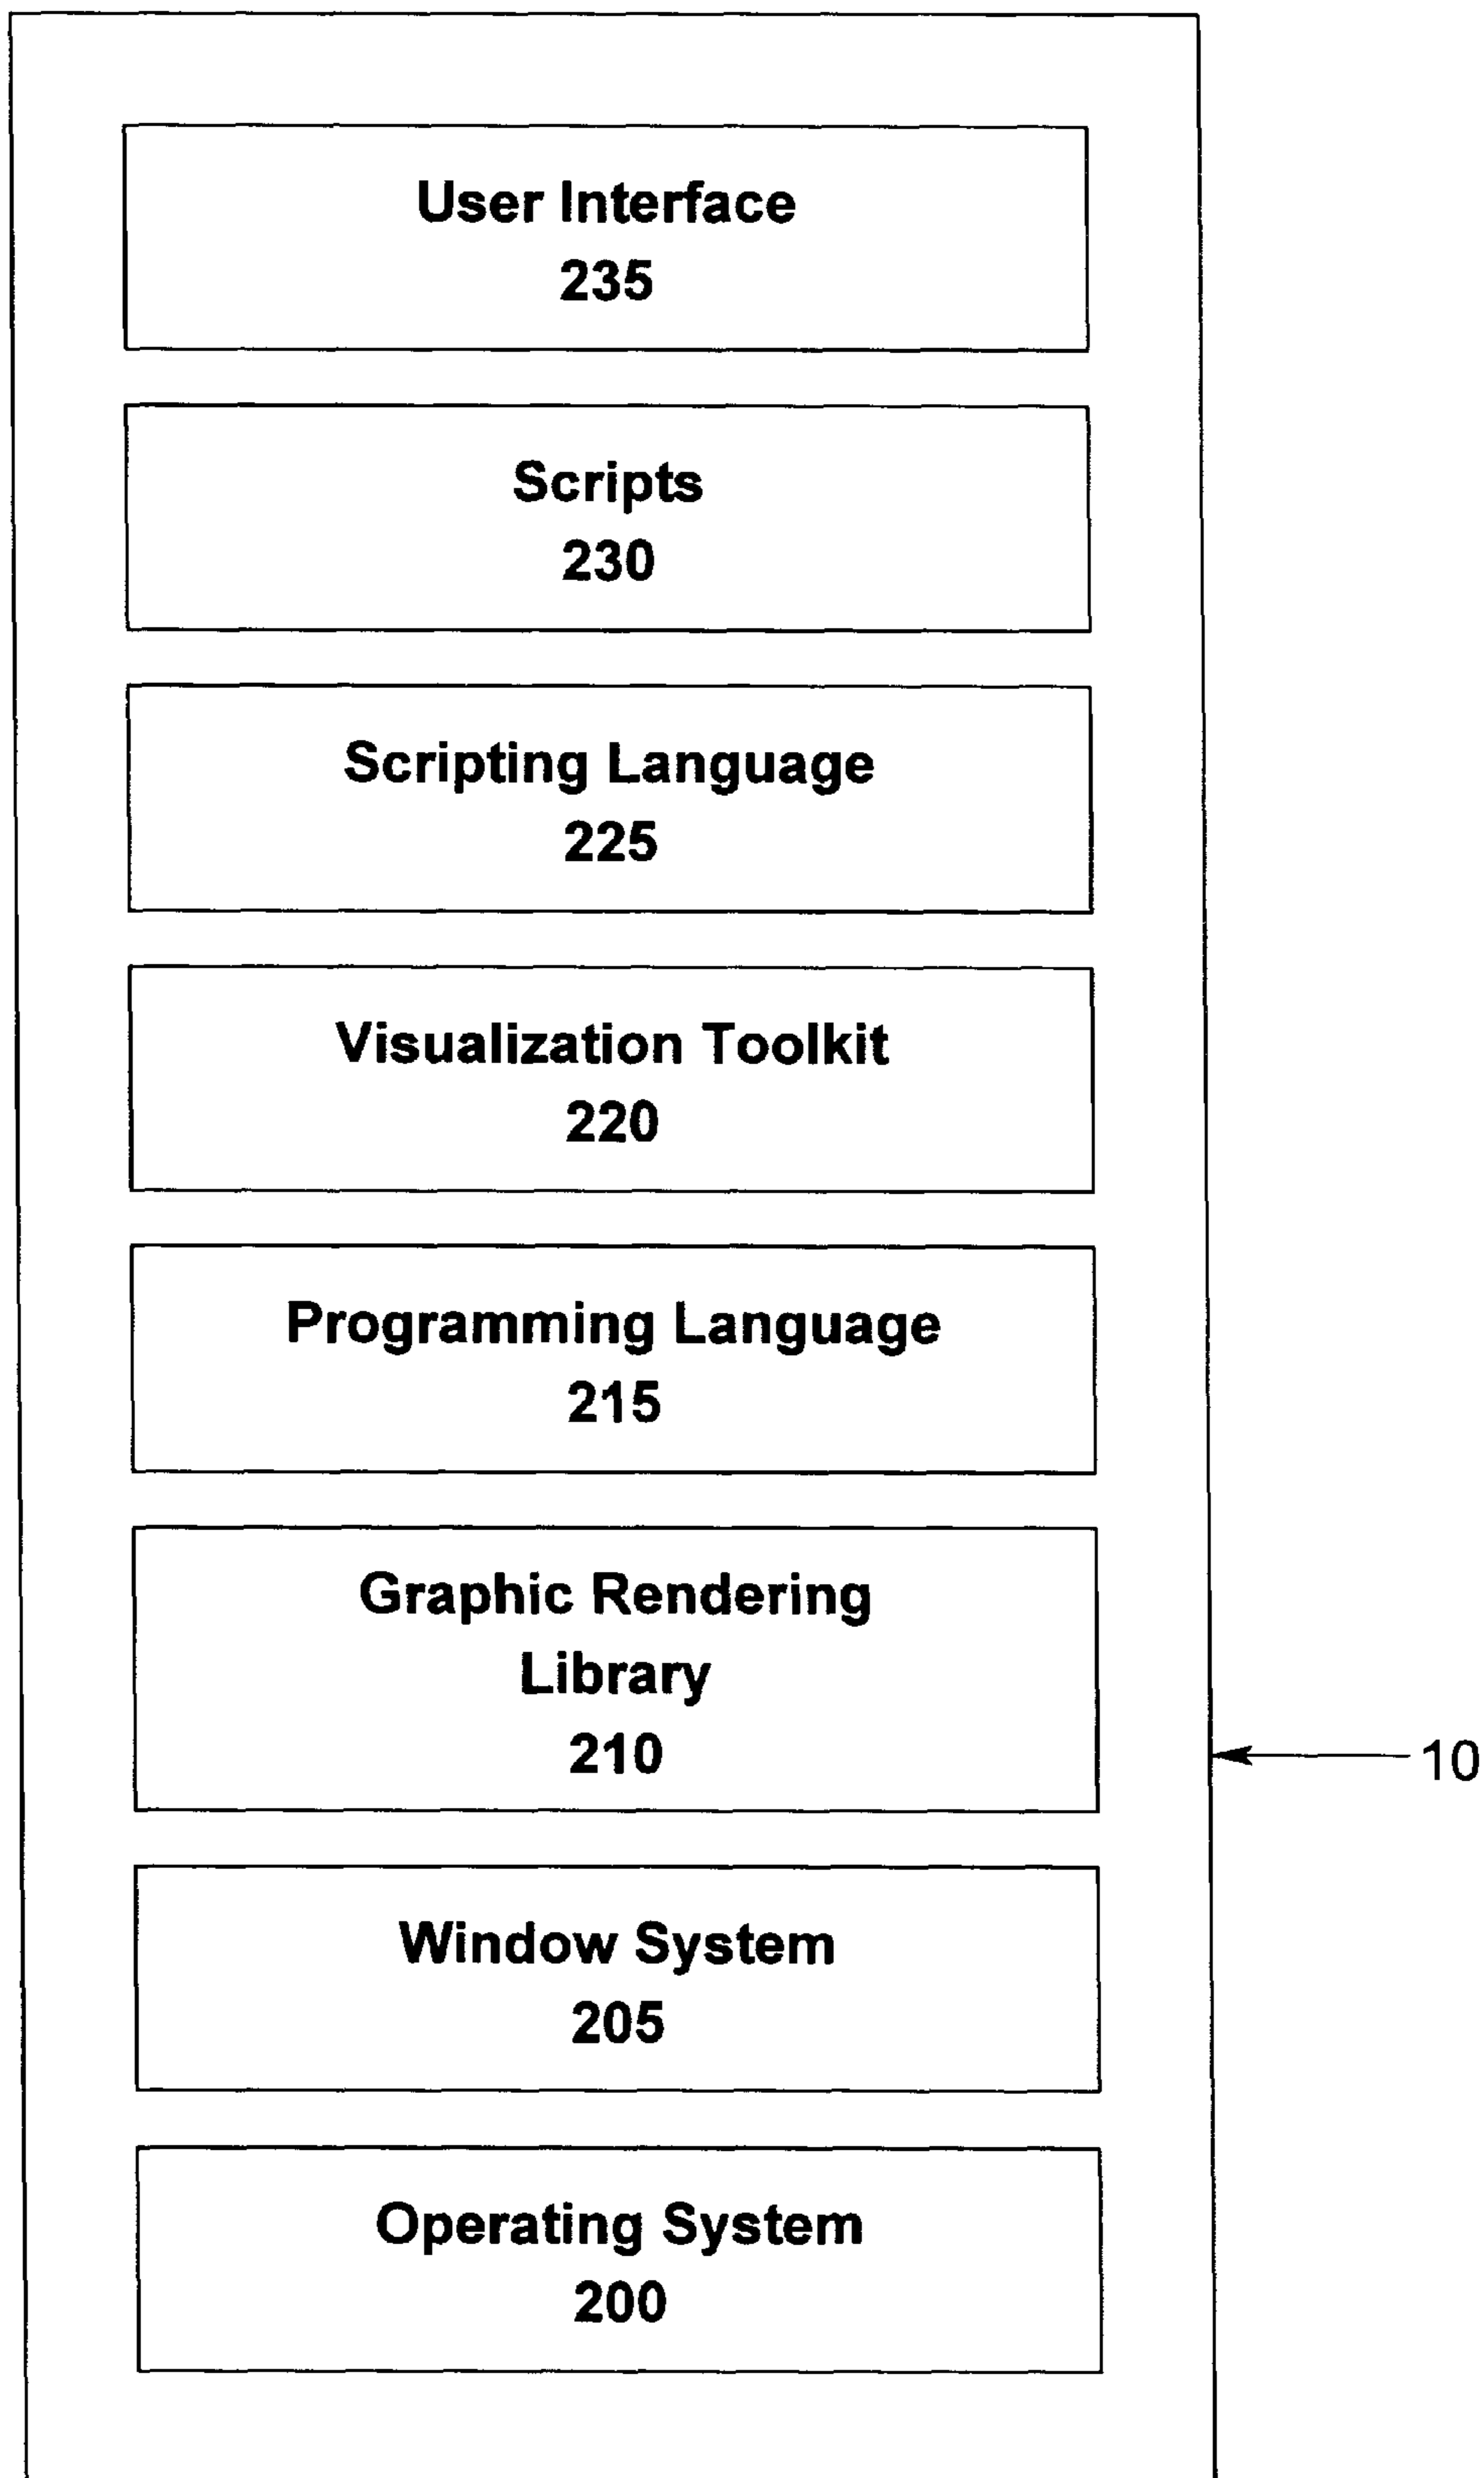 User Interface
235
Scripts
230
Scripting Language
225
Visualization Toolkit
220
Programming Language
215
Graphic Rendering
Library
210
10
Window System
205
Operating System
200